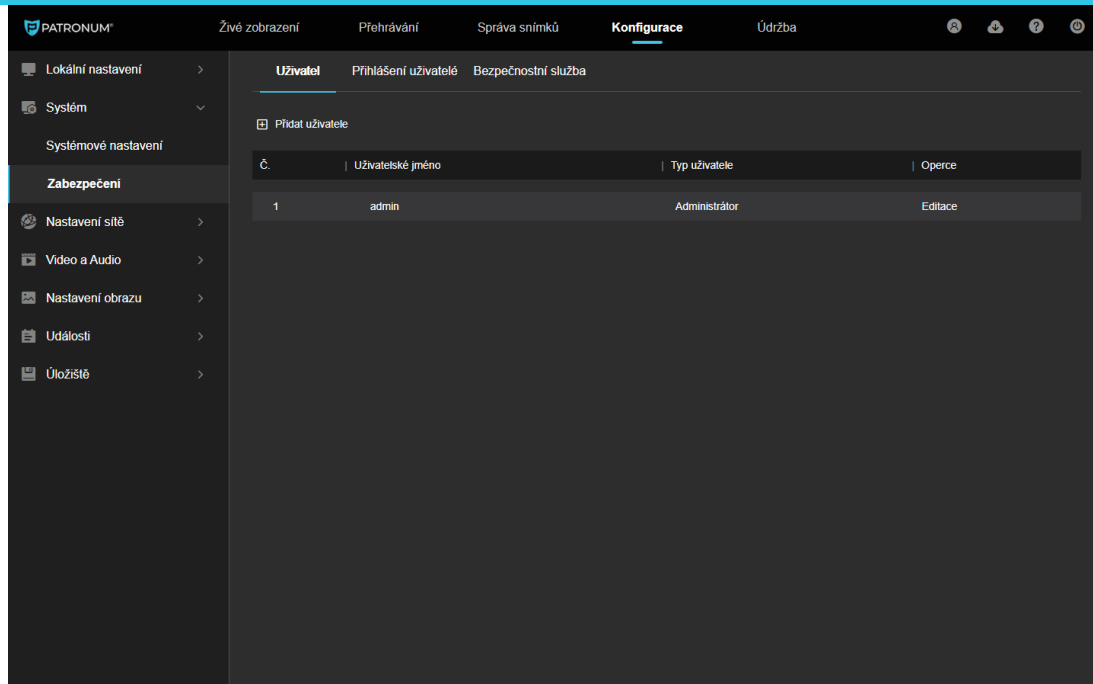 PATRONUM®
Živé zobrazení
Přehrávání
Správa snímků
Konfigurace
Údržba
Lokální nastavení
Systém
Systémové nastavení
Zabezpečení
Nastavení sítě
Video a Audio
Nastavení obrazu
Události
Úložiště
Uživatel
Přihlášení uživatelé
Bezpečnostní služba
Přidat uživatele
Č. | Uživatelské jméno | Typ uživatele | Operce
1 admin Administrátor Editace